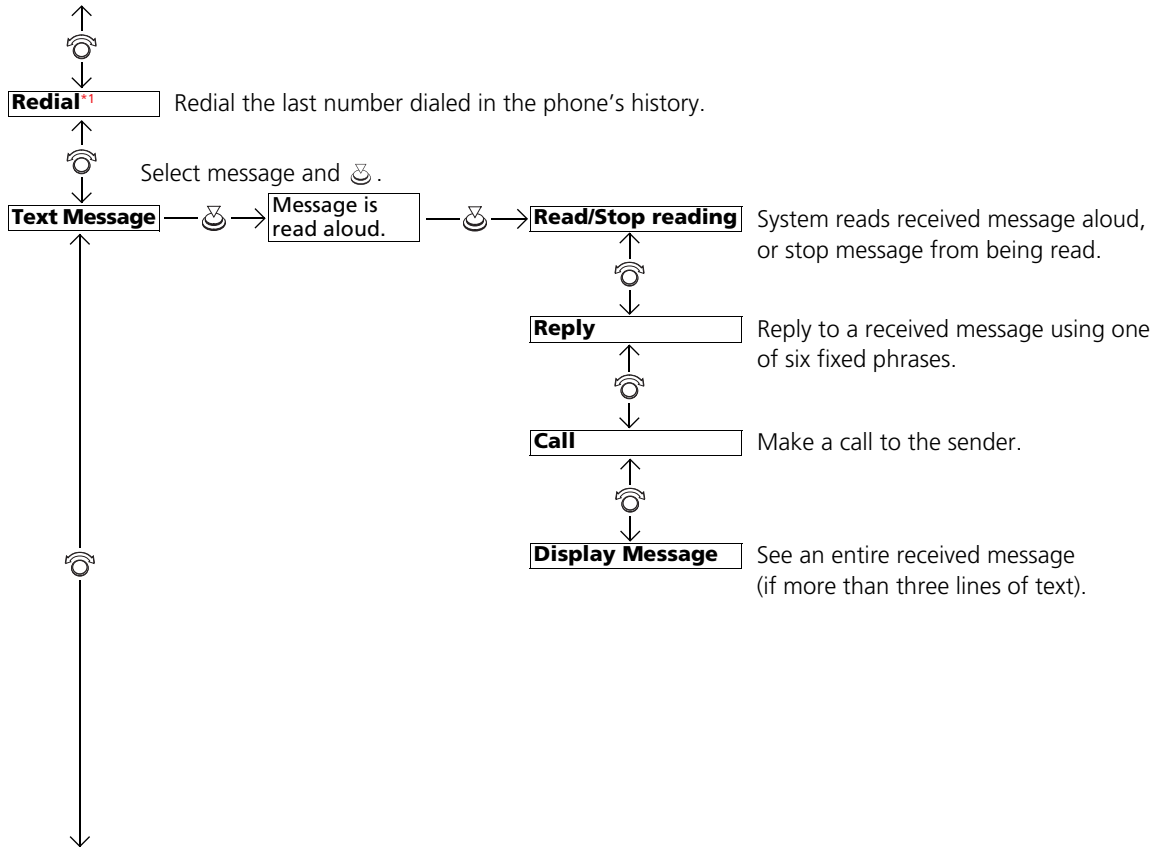 Redial*1
Redial the last number dialed in the phone's history.
Select message and
Text Message
Message is
read aloud.
Read/Stop reading
System reads received message aloud,
or stop message from being read.
Reply
Reply to a received message using one
of six fixed phrases.
Call
Make a call to the sender.
Display Message
See an entire received message
(if more than three lines of text).